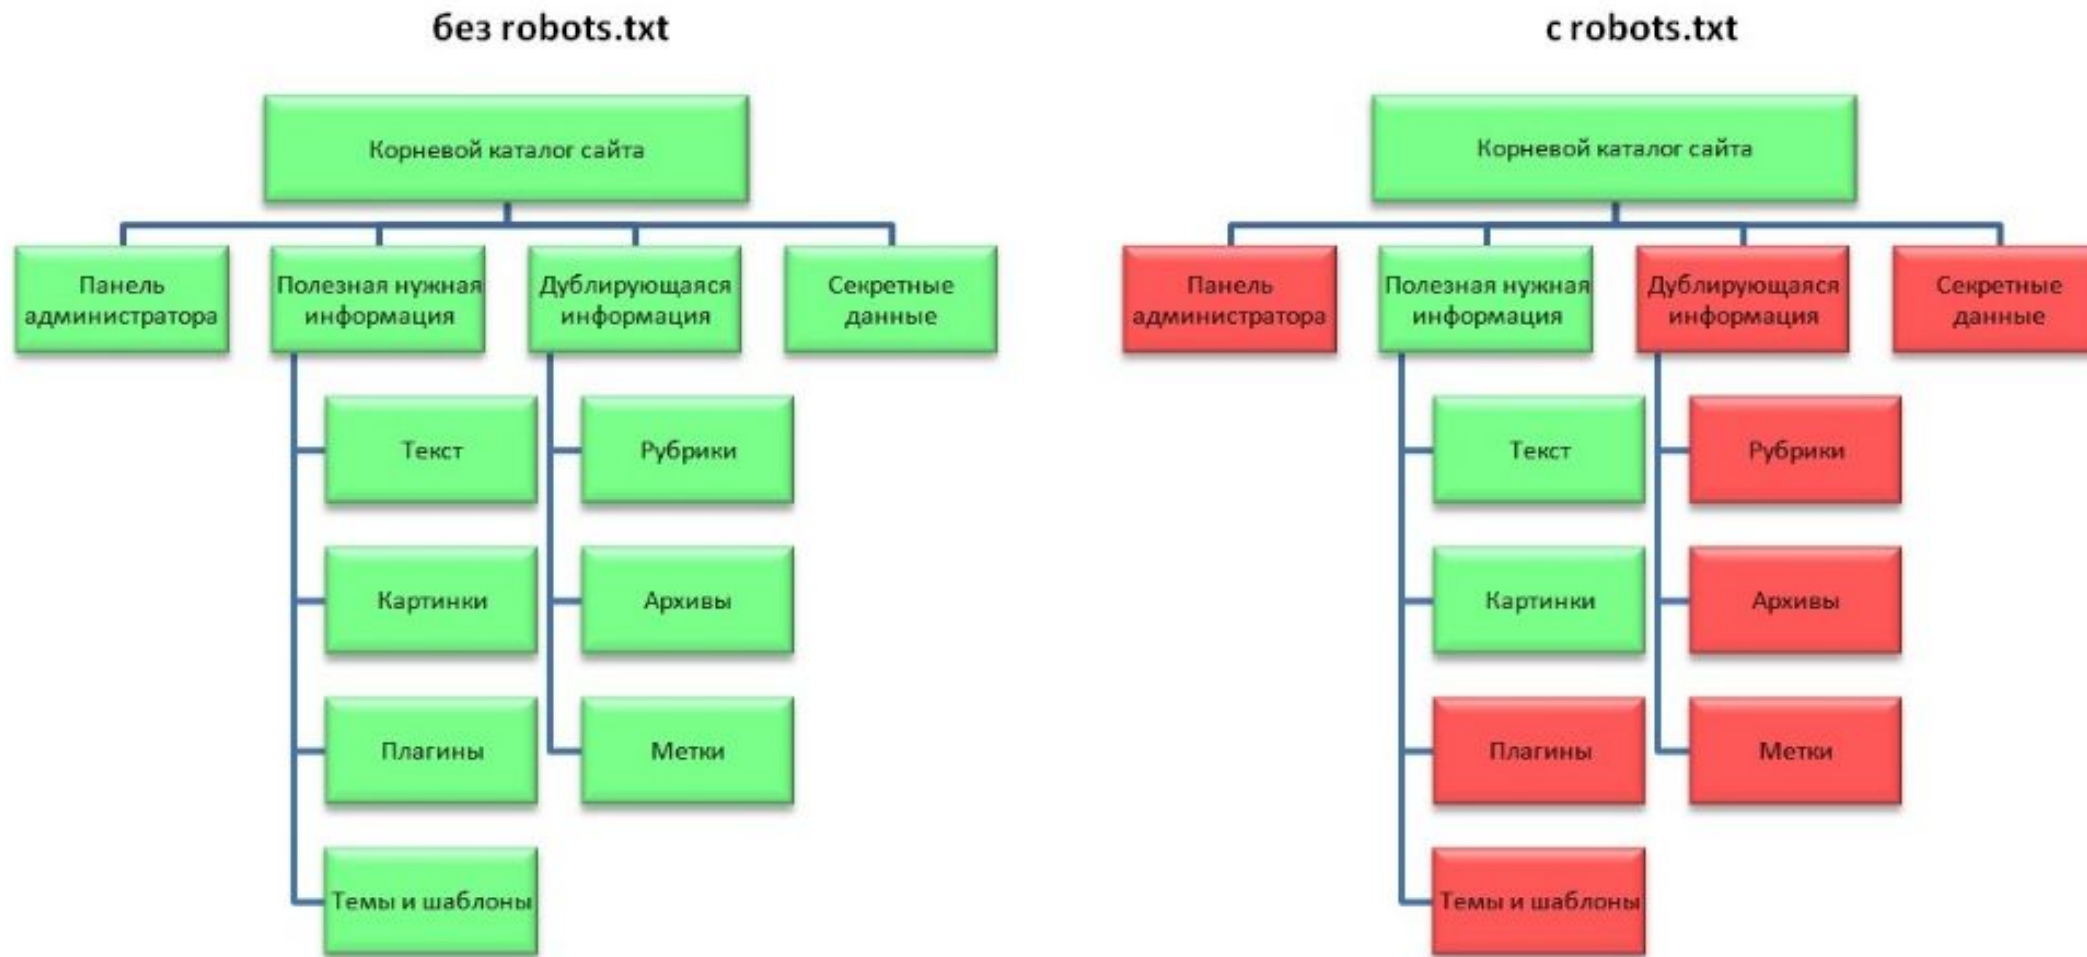 без robots.txt
Корневой каталог сайта
Панель
администратора
Полезная нужная
информация
Дублирующаяся
информация
Секретные
данные
Текст
Рубрики
Картинки
Архивы
Плагины
Метки
Темы и шаблоны
с robots.txt
Корневой каталог сайта
Панель
администратора
Полезная нужная
информация
Дублирующаяся
информация
Секретные
данные
Текст
Рубрики
Картинки
Архивы
Плагины
Метки
Темы и шаблоны